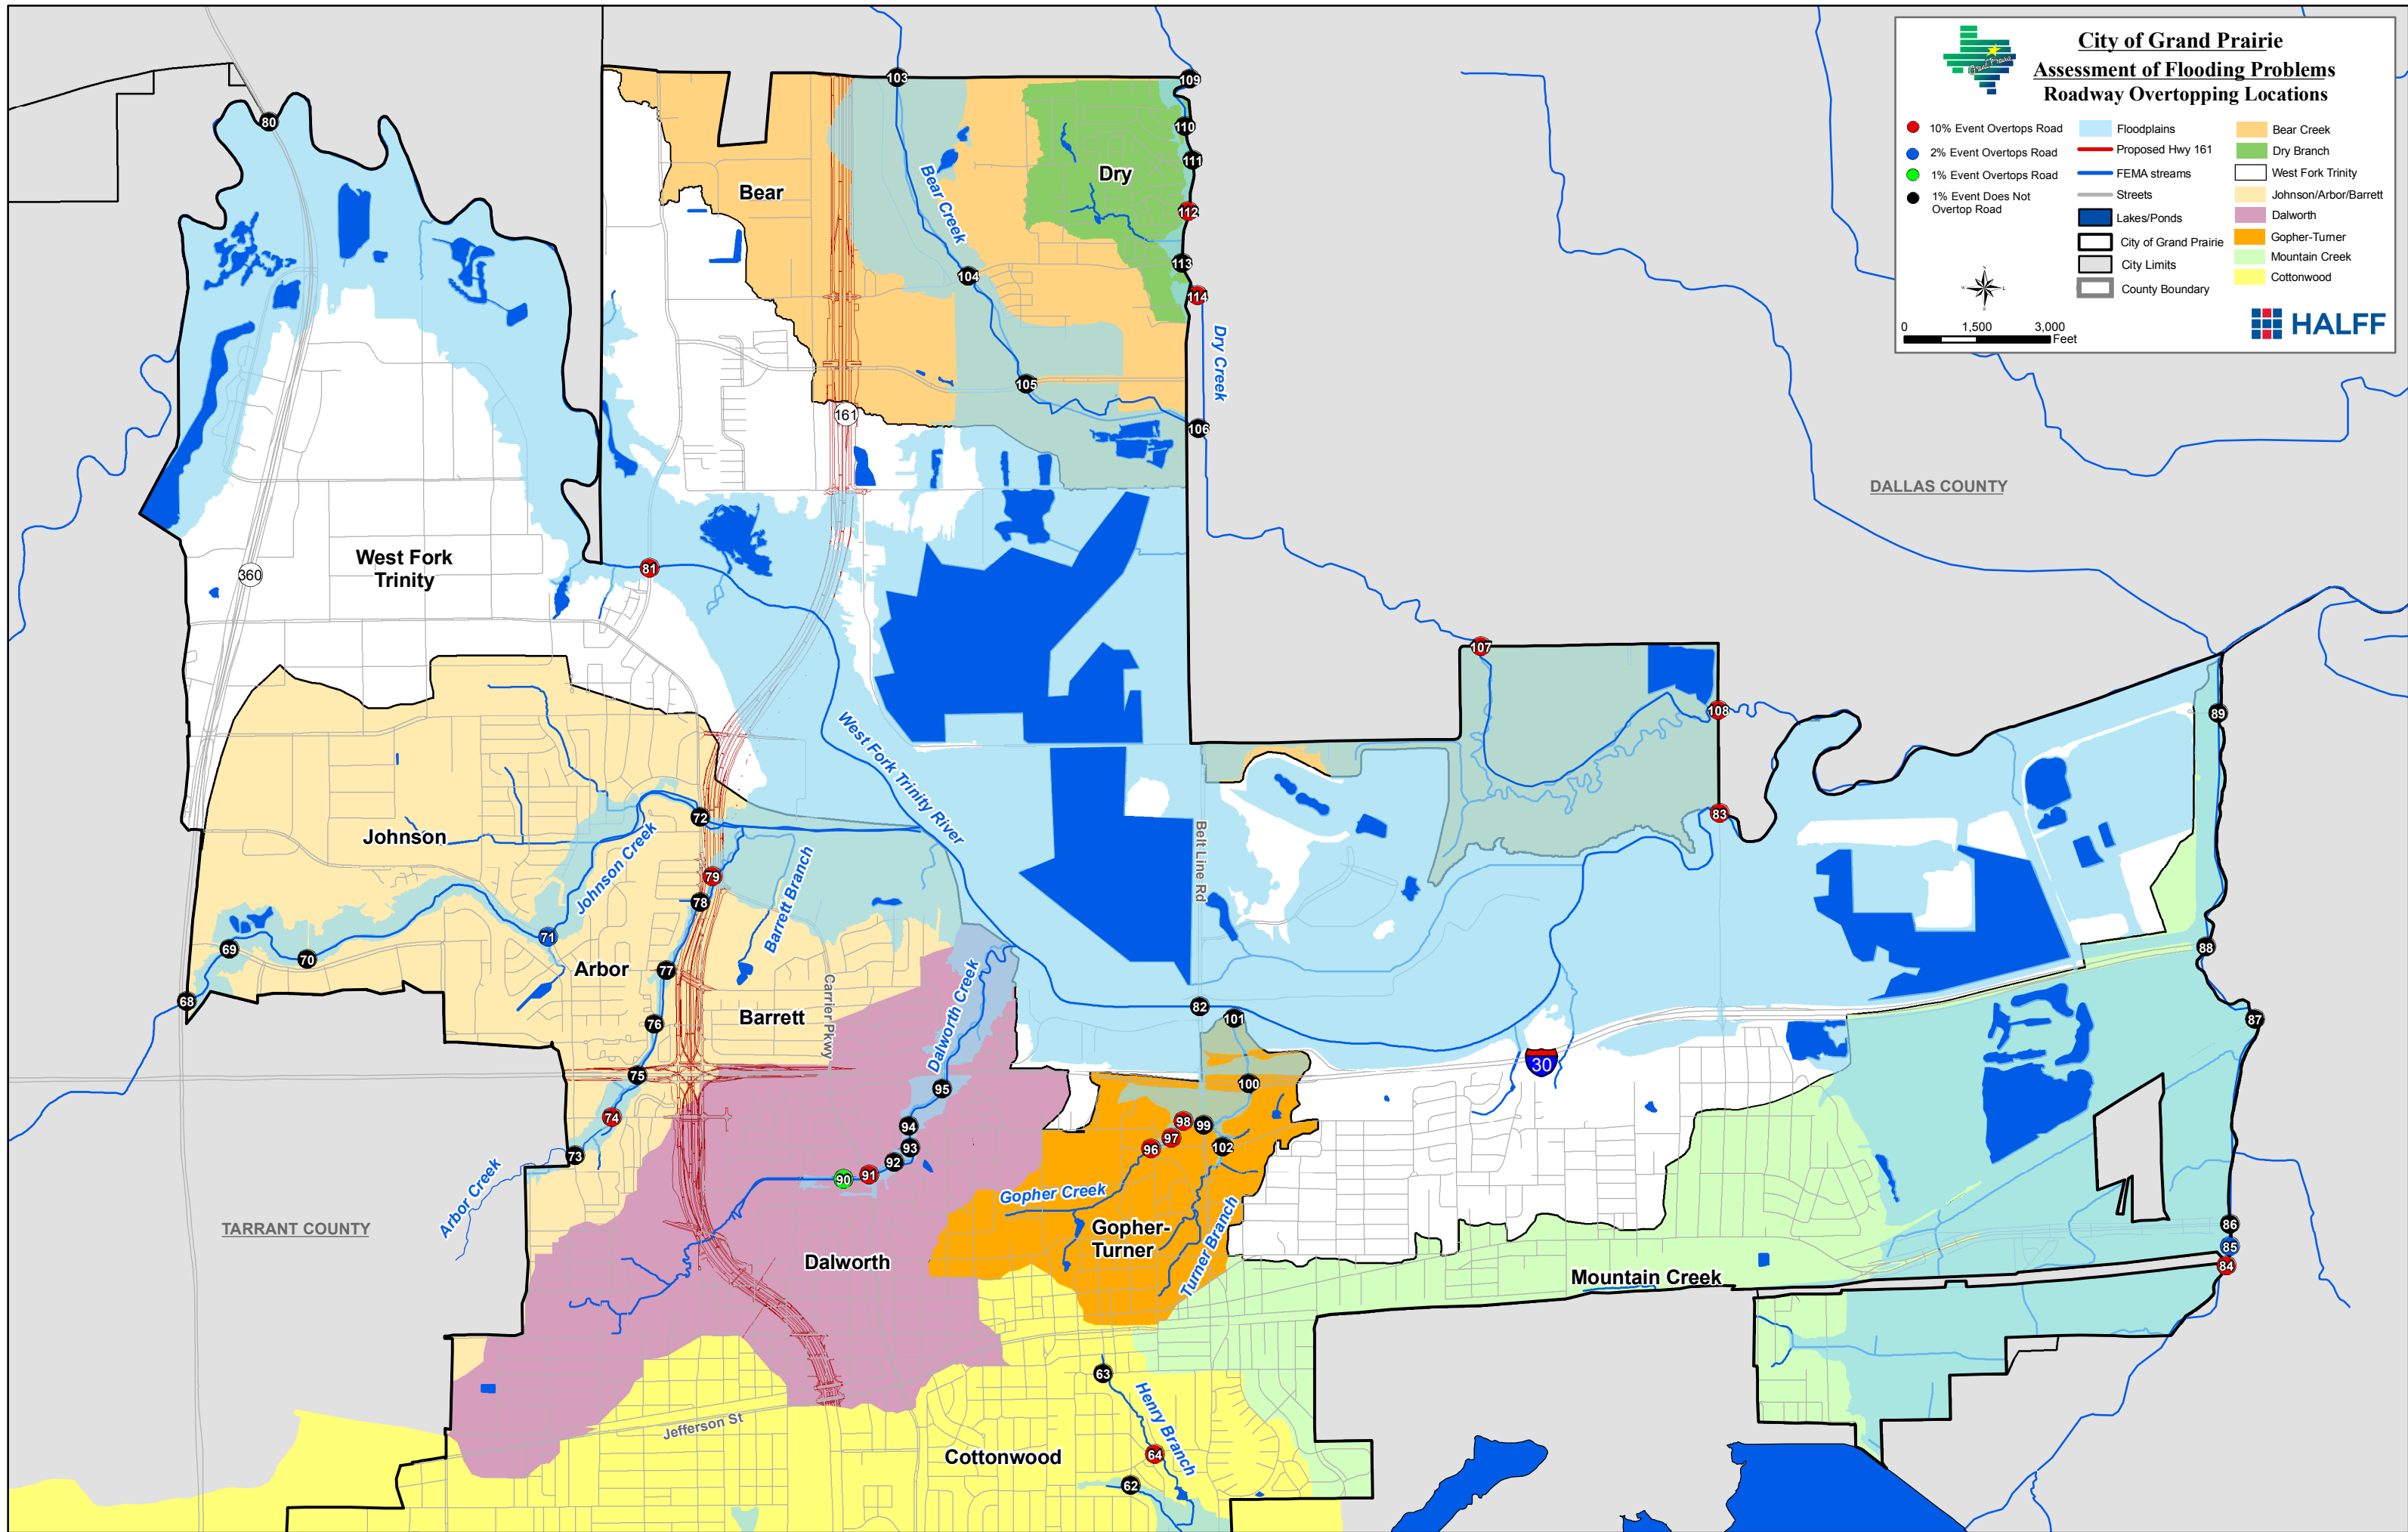 City of Grand Prairie
Assessment of Flooding Problems
Roadway Overtopping Locations
Grand Prairie
10% Event Overtops Road
2% Event Overtops Road
1% Event Overtops Road
1% Event Does Not
Overtop Road
Floodplains
Proposed Hwy 161
FEMA streams
Streets
Lakes/Ponds
City of Grand Prairie
City Limits
County Boundary
Bear Creek
Dry Branch
West Fork Trinity
Johnson/Arbor/Barrett
Dalworth
Gopher-Turner
Mountain Creek
Cottonwood
0 1,500 3,000
Feet
HALFF
103
109
80
110
111
Bear
Dry
Bear Creek
112
113
104
114
Dry Creek
105
161
106
DALLAS COUNTY
West Fork
Trinity
360
81
107
108
89
West Fork Trinity River
83
72
Johnson
Johnson Creek
Belt Line Rd
79
78
Barrett Branch
69
70
71
88
Arbor
77
Carrier Pkwy
Dalworth Creek
68
82
101
87
76
Barrett
30
75
100
95
74
94
98
99
97
96
102
93
92
73
91
90
Arbor Creek
Gopher Creek
TARRANT COUNTY
Gopher-
Turner
Turner Branch
86
85
84
Dalworth
Mountain Creek
63
Henry Branch
Jefferson St
64
Cottonwood
62